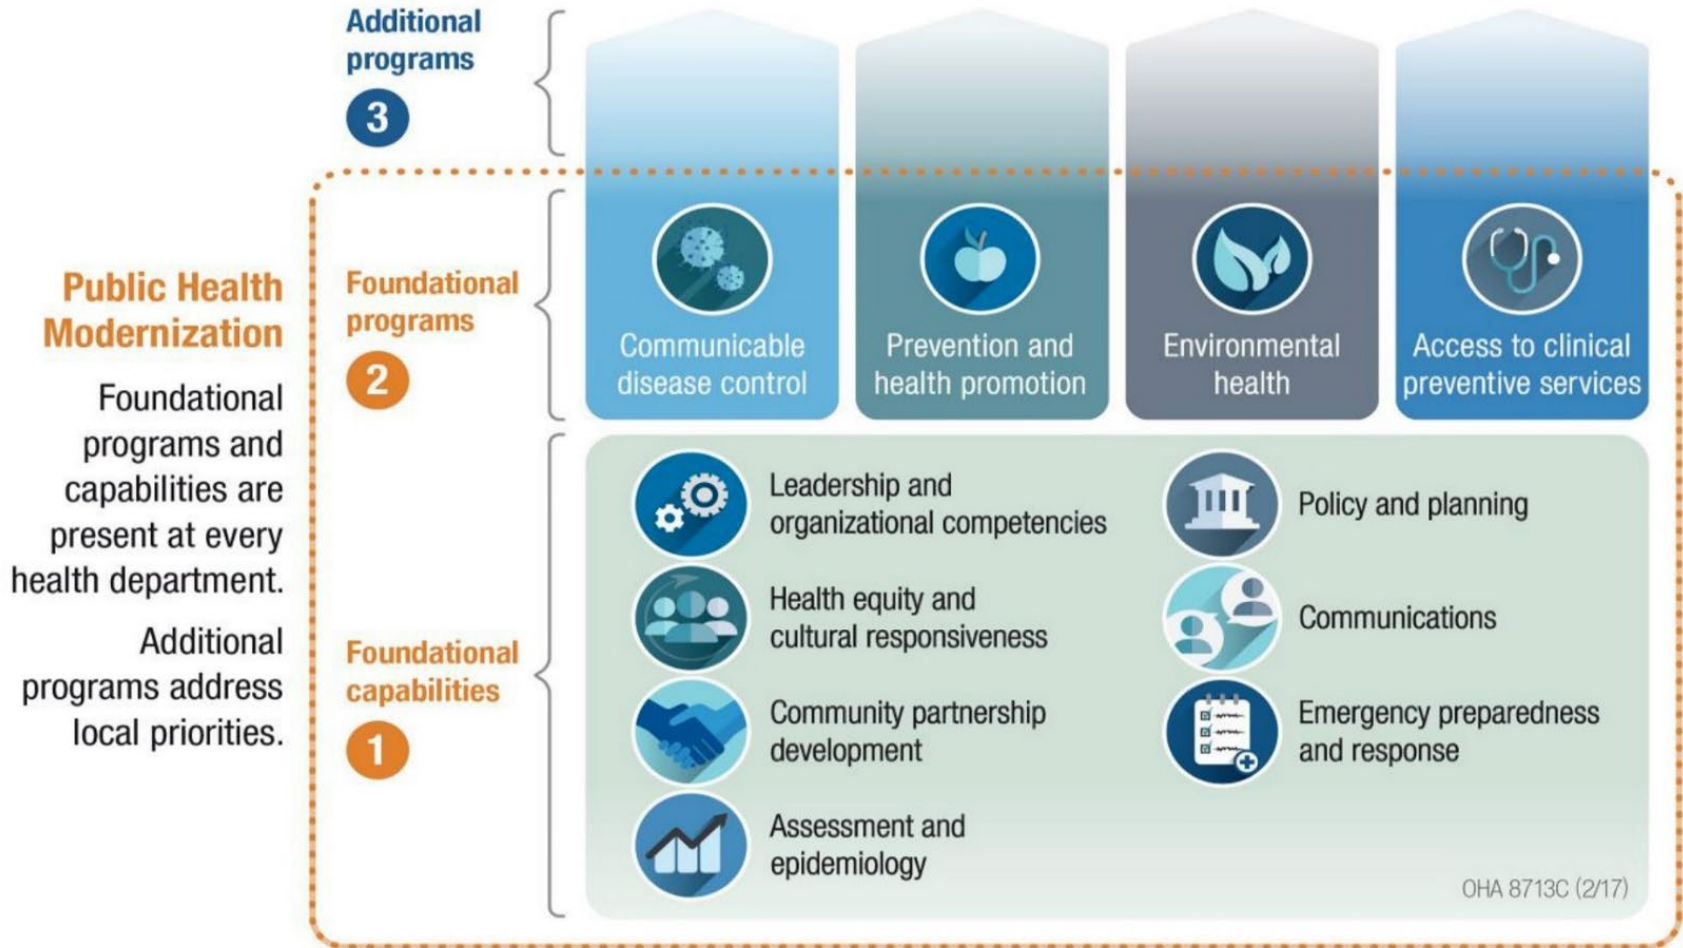 Additional
programs
3
Public Health
Modernization
Foundational
programs and
capabilities are
present at every
health department.
Additional
programs address
local priorities.
Foundational
programs
2
Communicable
disease control
Prevention and
health promotion
Environmental
health
Access to clinical
preventive services
Foundational
capabilities
1
Leadership and
organizational competencies
Health equity and
cultural responsiveness
Community partnership
development
Assessment and
epidemiology
Policy and planning
Communications
Emergency preparedness
and response
OHA 8713C (2/17)